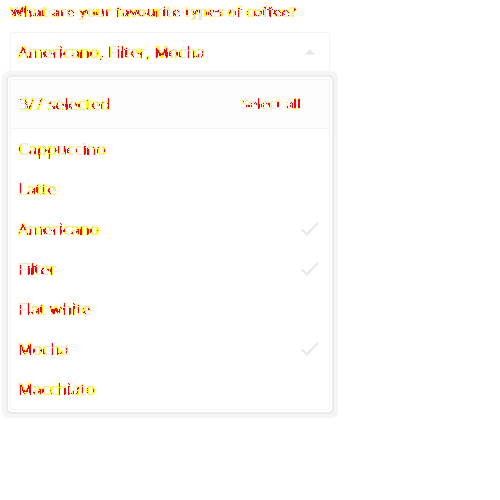 What are your favourite types of coffee?
Americano, Filter, Mocha
3/7 selected Select all
Cappuccino
Latte
Americano
Filter
Flat white
Mocha
Macchiato